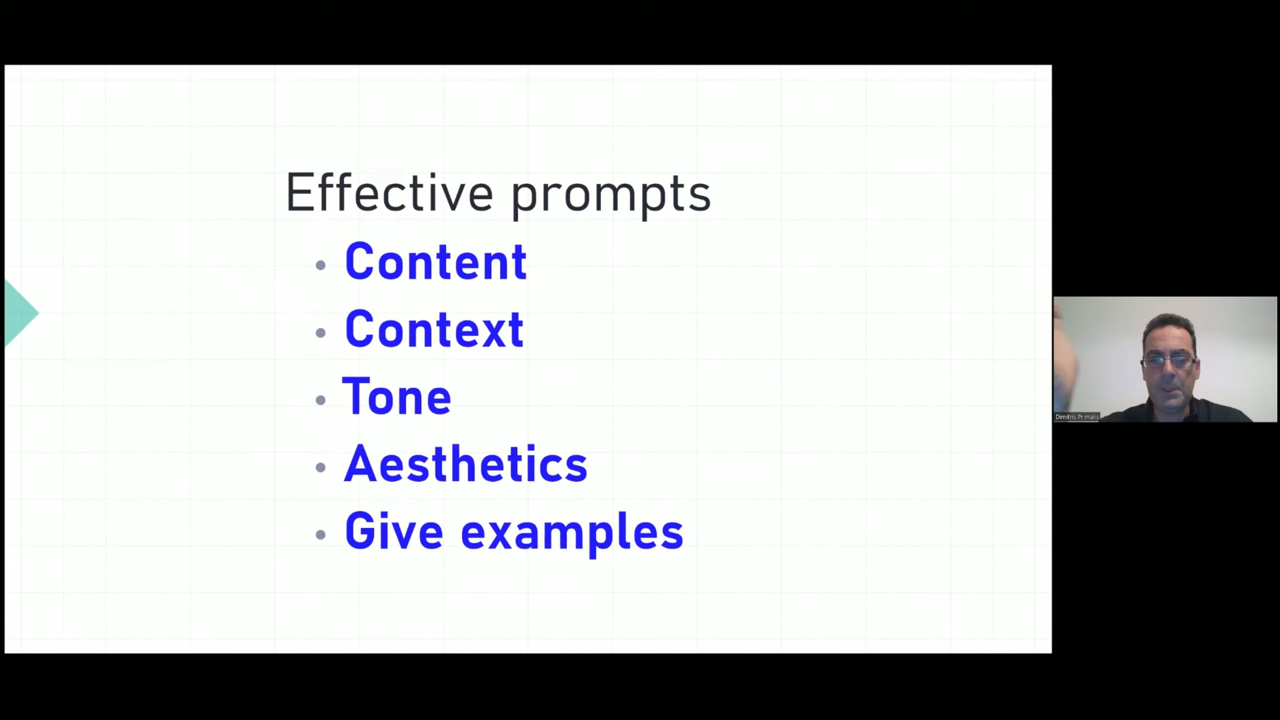 Effective prompts
Content
Context
Tone
Aesthetics
Give examples